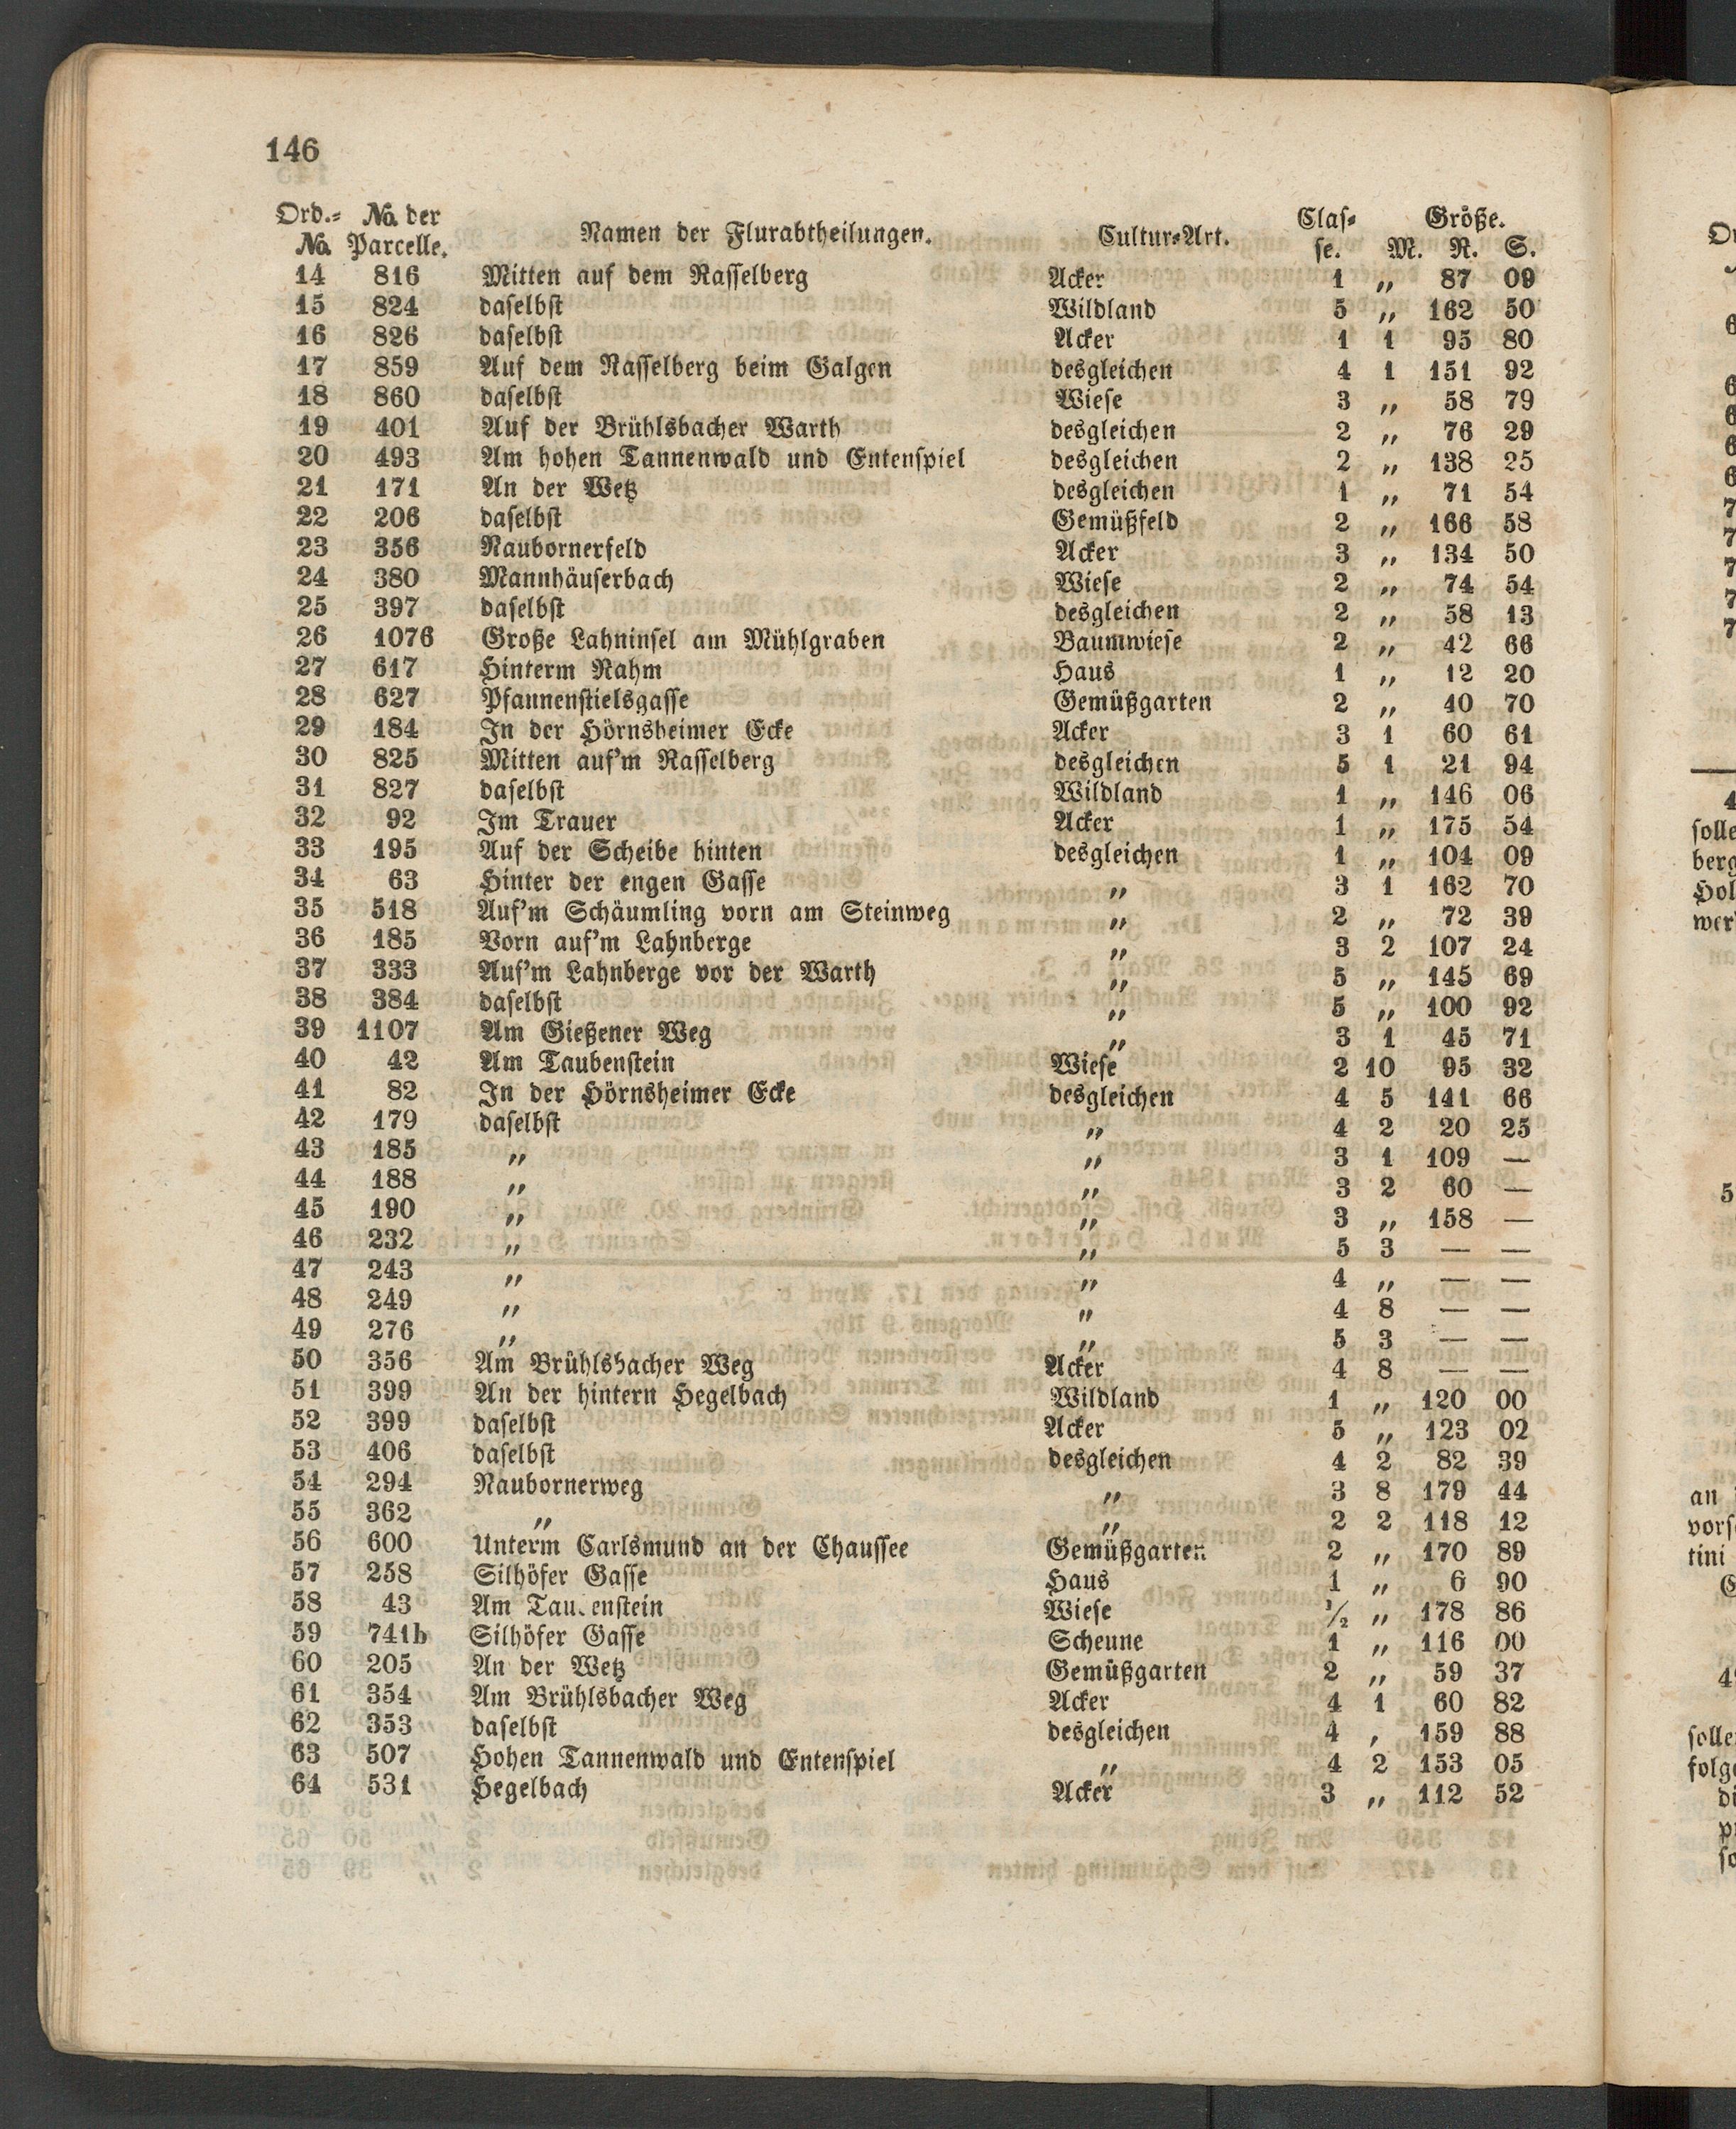 146
Ord.= No. der Namen der Flurabtheilungen. Cultur=Art. Clas= Größe.
No. Parcelle. se. M. R. S.
14 816 Mitten auf dem Rasselberg Acker 1 „ 87 09
15 824 daselbst Wildland 5 „ 162 50
16 826 daselbst Acker 1 1 95 80
17 859 Auf dem Rasselberg beim Galgen desgleichen 4 1 151 92
18 860 daselbst Wiese 3 „ 58 79
19 401 Auf der Brühlsbacher Warth desgleichen 2 „ 76 29
20 493 Am hohen Tannenwald und Entenspiel desgleichen 2 „ 138 25
21 171 An der Wetz desgleichen 1 „ 71 54
22 206 daselbst Gemüßfeld 2 „ 166 58
23 356 Naubornerfeld Acker 3 „ 134 50
24 380 Mannhäuserbach Wiese 2 „ 74 54
25 397 daselbst desgleichen 2 „ 58 13
26 1076 Große Lahninsel am Mühlgraben Baumwiese 2 „ 42 66
27 617 Hinterm Rahm Haus 1 „ 12 20
28 627 Pfannenstielsgasse Gemüßgarten 2 „ 40 70
29 184 In der Hörnsheimer Ecke Acker 3 1 60 61
30 825 Mitten auf'm Rasselberg desgleichen 5 1 21 94
31 827 daselbst Wildland 1 „ 146 06
32 92 Im Trauer Acker 1 „ 175 54
33 195 Auf der Scheibe hinten desgleichen 1 „ 104 09
34 63 Hinter der engen Gasse „ 3 1 162 70
35 518 Auf'm Schäumling vorn am Steinweg „ 2 „ 72 39
36 185 Vorn auf'm Lahnberge „ 3 2 107 24
37 333 Auf'm Lahnberge vor der Warth „ 5 „ 145 69
38 384 daselbst „ 5 „ 100 92
39 1107 Am Gießener Weg „ 3 1 45 71
40 42 Am Taubenstein Wiese 2 10 95 32
41 82 In der Hörnsheimer Ecke desgleichen 4 5 141 66
42 179 daselbst „ 4 2 20 25
43 185 „ „ 3 1 109 —
44 188 „ „ 3 2 60 —
45 190 „ „ 3 „ 158 —
46 232 „ „ 5 3 — —
47 243 „ „ 4 „ — —
48 249 „ „ 4 8 — —
49 276 „ „ 5 3 — —
50 356 Am Brühlsbacher Weg Acker 4 8 — —
51 399 An der hintern Hegelbach Wildland 1 „ 120 00
52 399 daselbst Acker 5 „ 123 02
53 406 daselbst desgleichen 4 2 82 39
54 294 Naubornerweg „ 3 8 179 44
55 362 „ „ 2 2 118 12
56 600 Unterm Carlsmund an der Chaussee Gemüßgarten 2 „ 170 89
57 258 Silhöfer Gasse Haus 1 „ 6 90
58 43 Am Tau.enstein Wiese ½ „ 178 86
59 741b Silhöfer Gasse Scheune 1 „ 116 00
60 205 An der Wetz Gemüßgarten 2 „ 59 37
61 354 Am Brühlsbacher Weg Acker 4 1 60 82
62 353 daselbst desgleichen 4 , 159 88
63 507 Hohen Tannenwald und Entenspiel „ 4 2 153 05
64 531 Hegelbach Acker 3 „ 112 52